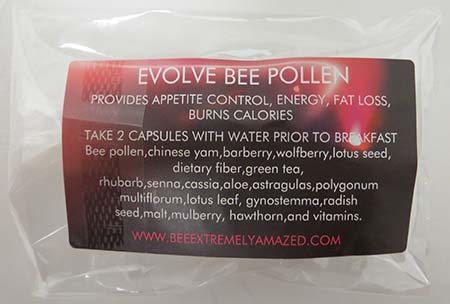 EVOLVE BEE POLLEN
PROVIDES APPETITE CONTROL, ENERGY, FAT LOSS,
BURNS CALORIES
TAKE 2 CAPSULES WITH WATER PRIOR TO BREAKFAST
Bee pollen,chinese yam,barberry,wolfberry,lotus seed,
dietary fiber,green tea,
rhubarb,senna,cassia,aloe,astragulas,polygonum
multiflorum,lotus leaf, gynostemma,radish
seed,malt,mulberry, hawthorn,and vitamins.
WWW.BEEEXTREMELYAMAZED.COM